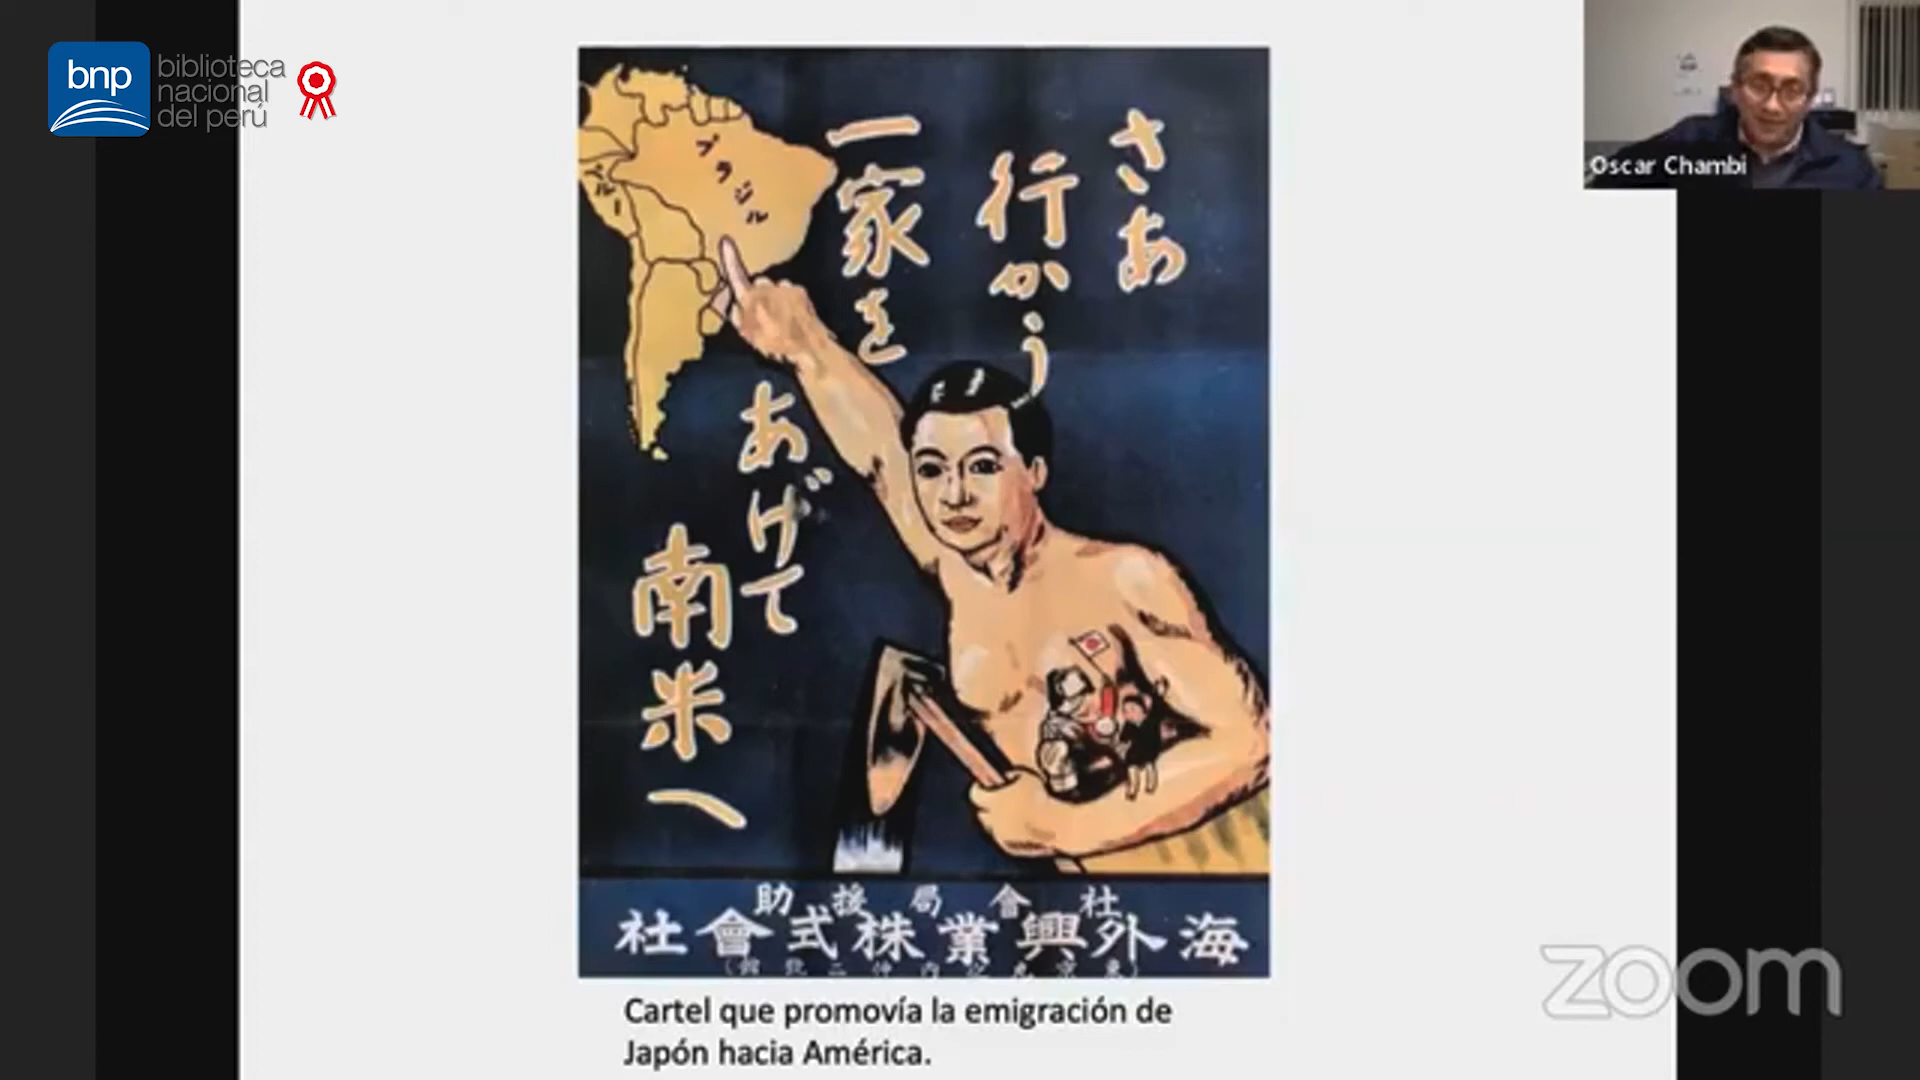 bnp
biblioteca
nacional
del perú
Oscar Chambi
さあ
行かう
一家を
あげて
南米へ
ブラジル
ペルー
助援局會社
社會式株業興外海
Cartel que promovía la emigración de
Japón hacia América.
zoom